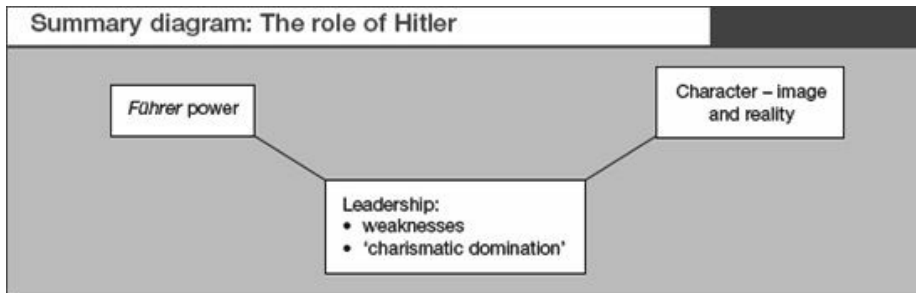 Summary diagram: The role of Hitler
Führer power
Character – image
and reality
Leadership:
• weaknesses
• ‘charismatic domination’